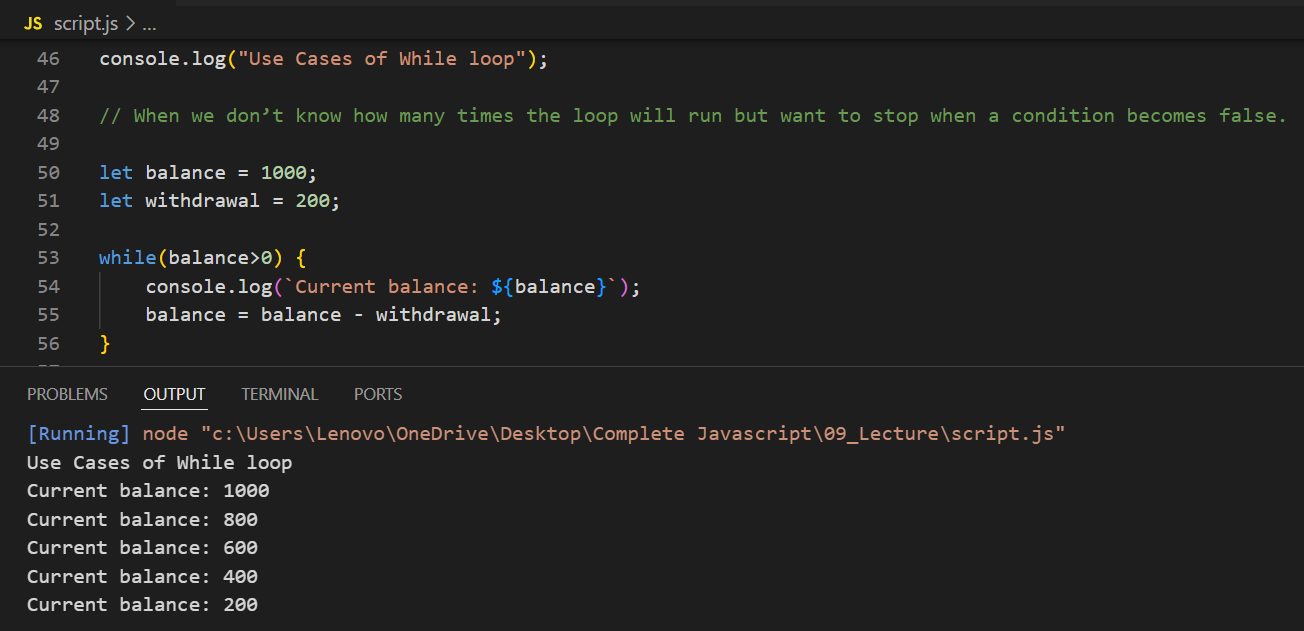 JS script.js > ...
46 console.log("Use Cases of While loop");
47
48 // When we don’t know how many times the loop will run but want to stop when a condition becomes false.
49
50 let balance = 1000;
51 let withdrawal = 200;
52
53 while(balance>0) {
54     console.log(`Current balance: ${balance}`);
55     balance = balance - withdrawal;
56 }
PROBLEMS OUTPUT TERMINAL PORTS
[Running] node "c:\Users\Lenovo\OneDrive\Desktop\Complete Javascript\09_Lecture\script.js"
Use Cases of While loop
Current balance: 1000
Current balance: 800
Current balance: 600
Current balance: 400
Current balance: 200